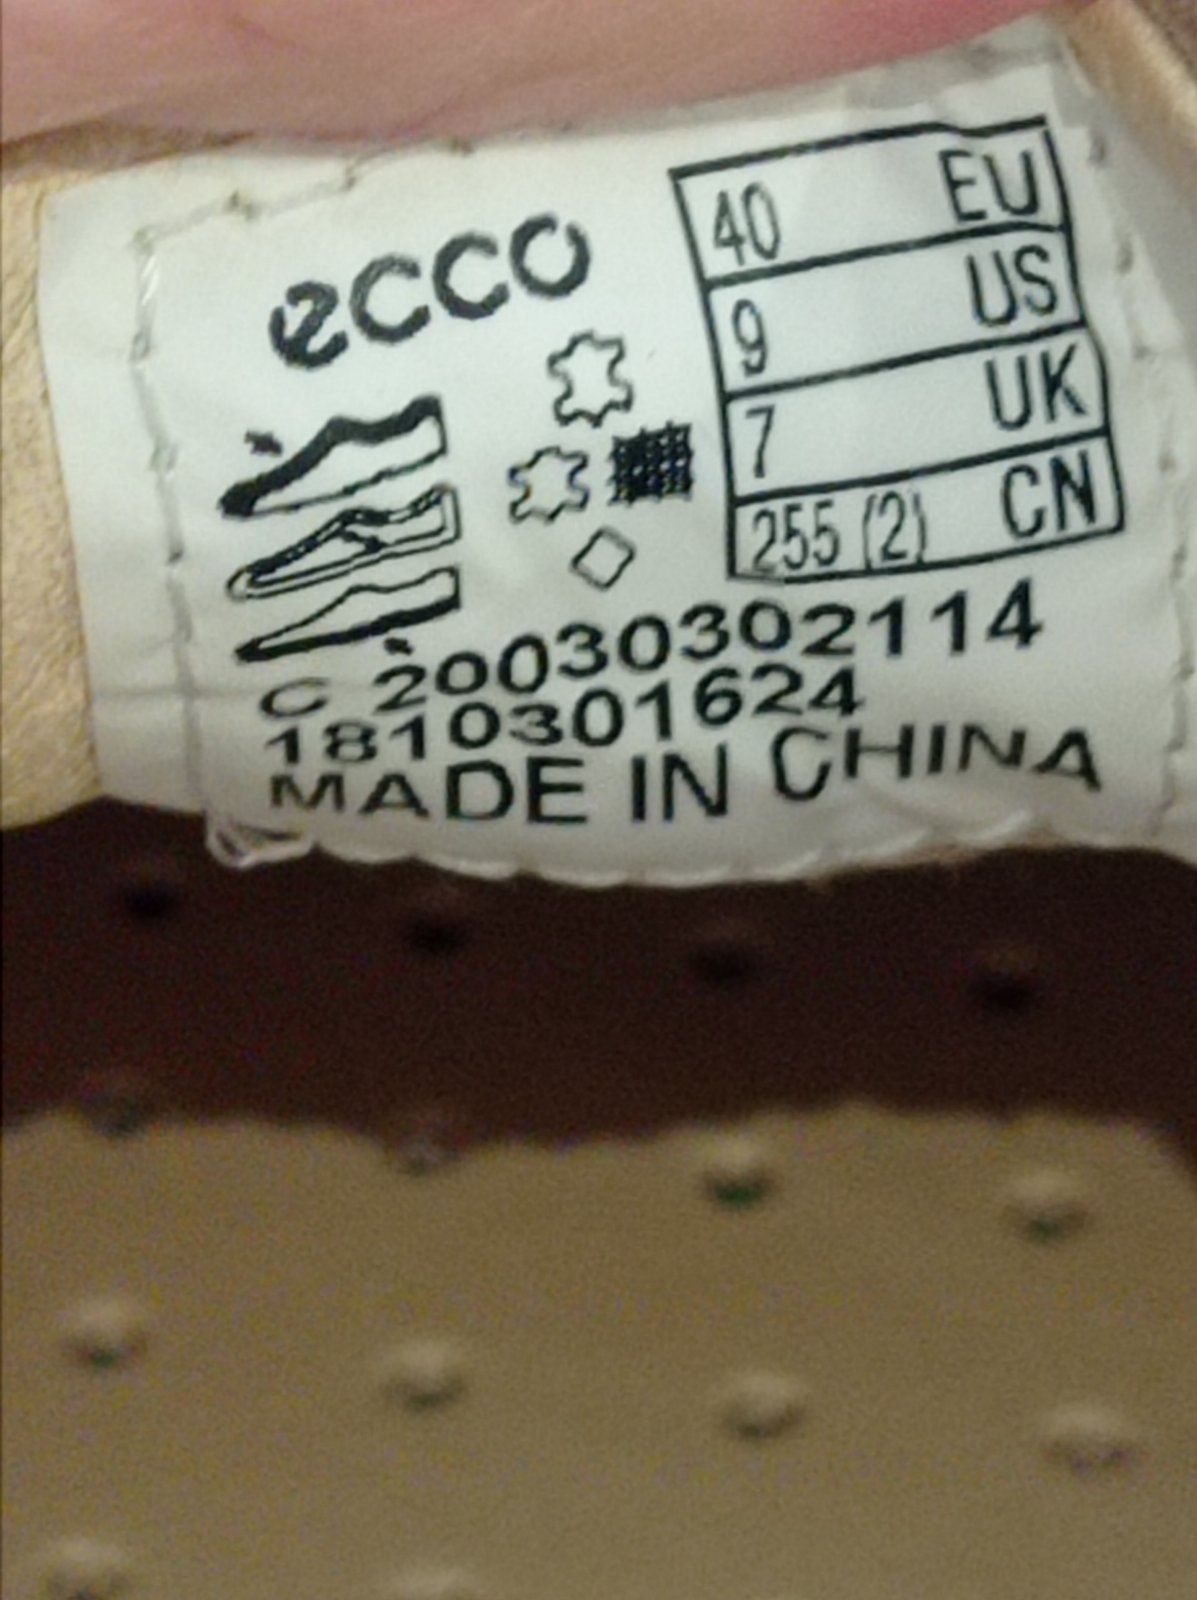 ecco
40 EU
9 US
7 UK
255 (2) CN
C 20030302114
1810301624
MADE IN CHINA